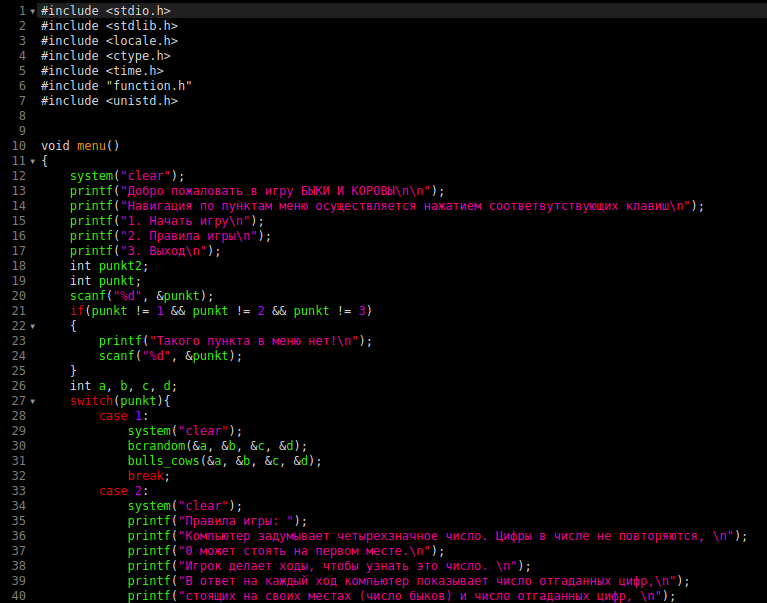 1 #include <stdio.h>
2 #include <stdlib.h>
3 #include <locale.h>
4 #include <ctype.h>
5 #include <time.h>
6 #include "function.h"
7 #include <unistd.h>
8
9
10 void menu()
11 {
12 system("clear");
13 printf("Добро пожаловать в игру БЫКИ И КОРОВЫ\n\n");
14 printf("Навигация по пунктам меню осуществляется нажатием соответвутствующих клавиш\n");
15 printf("1. Начать игру\n");
16 printf("2. Правила игры\n");
17 printf("3. Выход\n");
18 int punkt2;
19 int punkt;
20 scanf("%d", &punkt);
21 if(punkt != 1 && punkt != 2 && punkt != 3)
22 {
23 printf("Такого пункта в меню нет!\n");
24 scanf("%d", &punkt);
25 }
26 int a, b, c, d;
27 switch(punkt){
28 case 1:
29 system("clear");
30 bcrandom(&a, &b, &c, &d);
31 bulls_cows(&a, &b, &c, &d);
32 break;
33 case 2:
34 system("clear");
35 printf("Правила игры: ");
36 printf("Компьютер задумывает четырехзначное число. Цифры в числе не повторяются, \n");
37 printf("0 может стоять на первом месте.\n");
38 printf("Игрок делает ходы, чтобы узнать это число. \n");
39 printf("В ответ на каждый ход компьютер показывает число отгаданных цифр,\n");
40 printf("стоящих на своих местах (число быков) и число отгаданных цифр, \n");